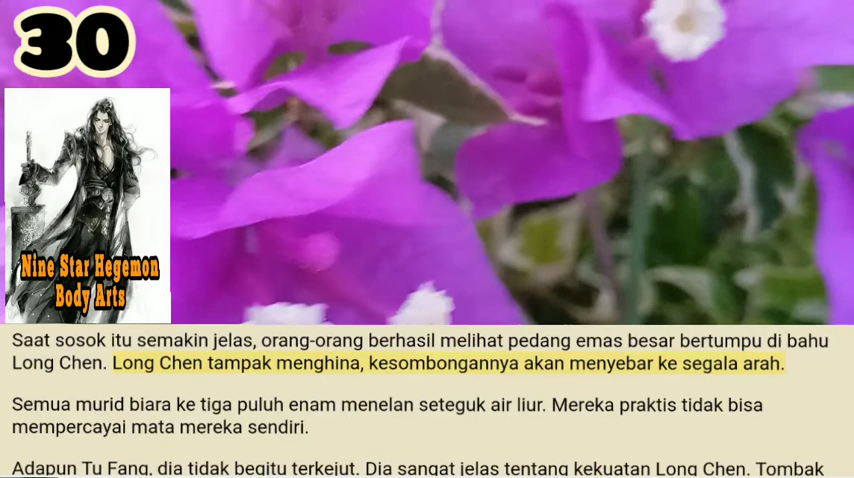 30
Nine Star Hegemon
Body Arts
Saat sosok itu semakin jelas, orang-orang berhasil melihat pedang emas besar bertumpu di bahu
Long Chen. Long Chen tampak menghina, kesombongannya akan menyebar ke segala arah.
Semua murid biara ke tiga puluh enam menelan seteguk air liur. Mereka praktis tidak bisa
mempercayai mata mereka sendiri.
Adapun Tu Fang, dia tidak begitu terkejut. Dia sangat jelas tentang kekuatan Long Chen. Tombak